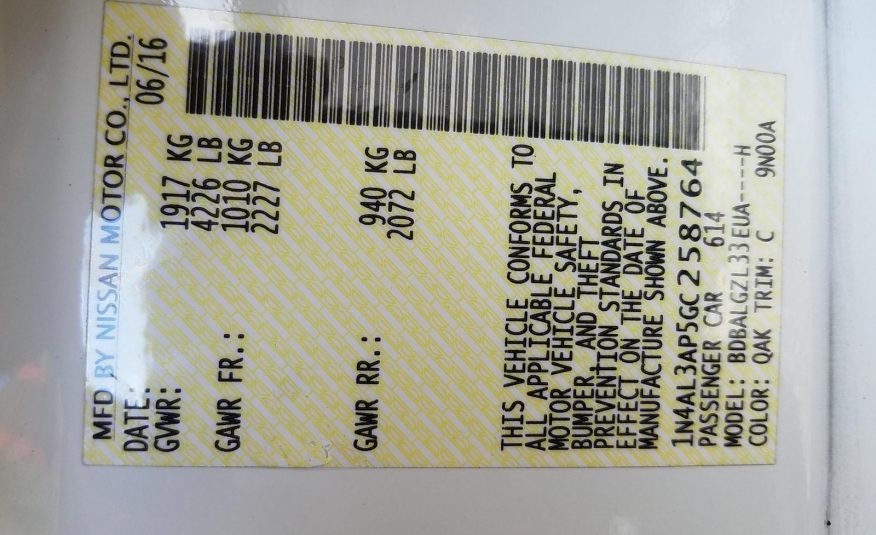 MFD BY NISSAN MOTOR CO., LTD.
DATE: 06/16
GVWR: 1917 KG
4226 LB
GAWR FR.: 1010 KG
2227 LB
GAWR RR.: 940 KG
2072 LB
THIS VEHICLE CONFORMS TO
ALL APPLICABLE FEDERAL
MOTOR VEHICLE SAFETY,
BUMPER, AND THEFT
PREVENTION STANDARDS IN
EFFECT ON THE DATE OF
MANUFACTURE SHOWN ABOVE.
1N4AL3AP5GC258764
PASSENGER CAR 614
MODEL: BDBALGZL33EUA----H
COLOR: QAK TRIM: C 9N00A